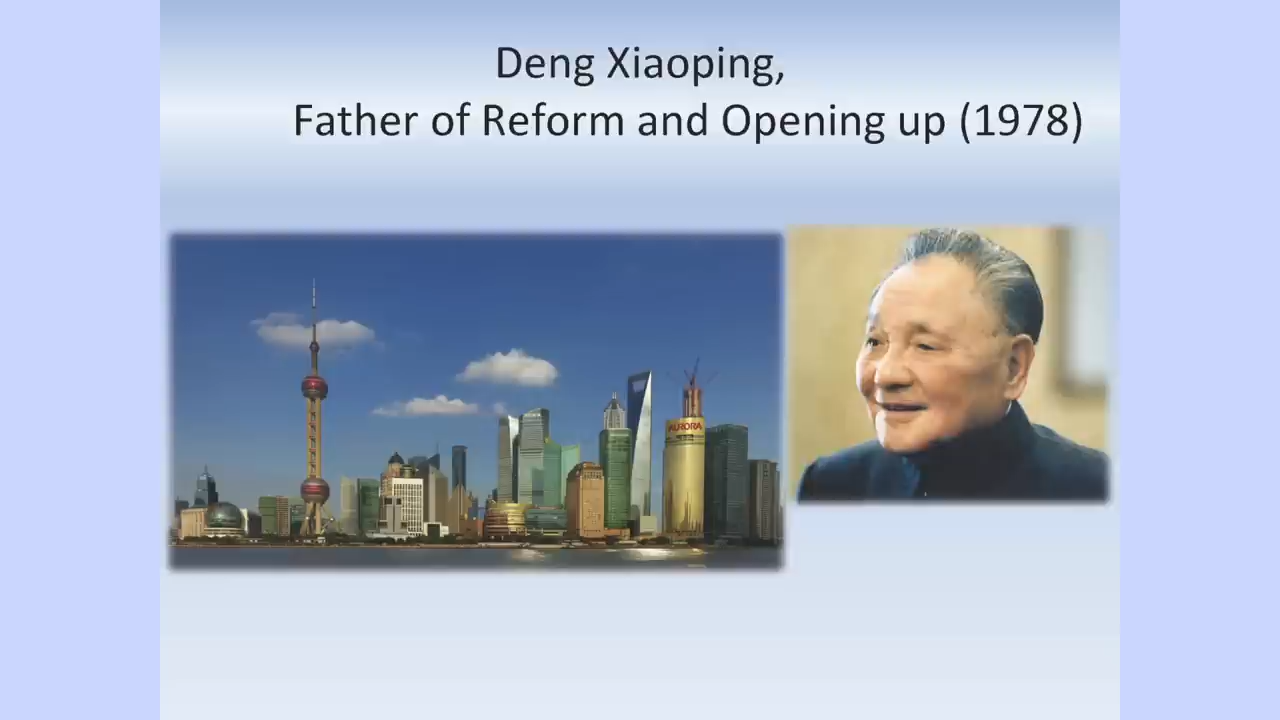 Deng Xiaoping,
Father of Reform and Opening up (1978)
AURORA